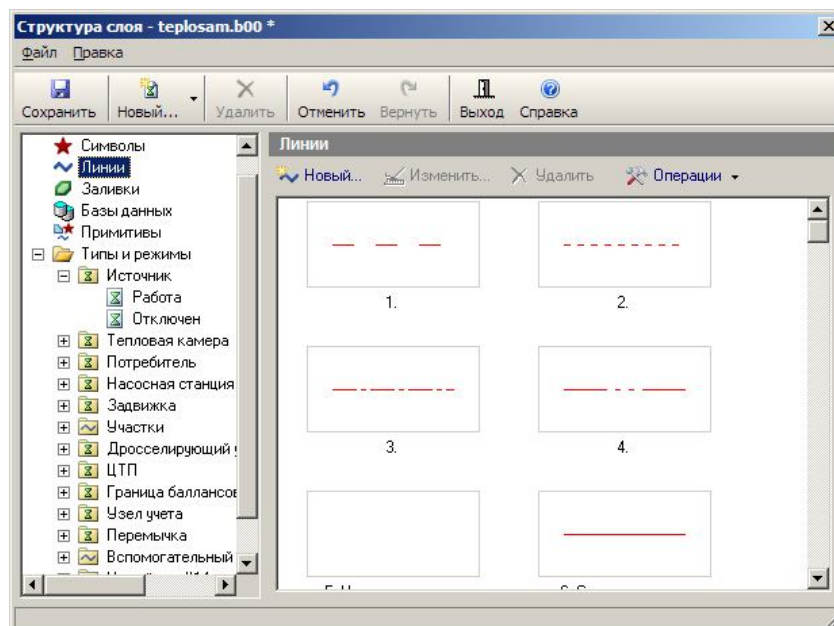 Структура слоя - teplosam.b00 *
Файл Правка
Сохранить Новый... Удалить Отменить Вернуть Выход Справка
Символы
Линии
Заливки
Базы данных
Примитивы
Типы и режимы
Источник
Работа
Отключен
Тепловая камера
Потребитель
Насосная станция
Задвижка
Участки
Дросселирующий
ЦТП
Граница баллансов
Узел учета
Перемычка
Вспомогательный
Линии
Новый... Изменить... Удалить Операции
1. 2.
3. 4.